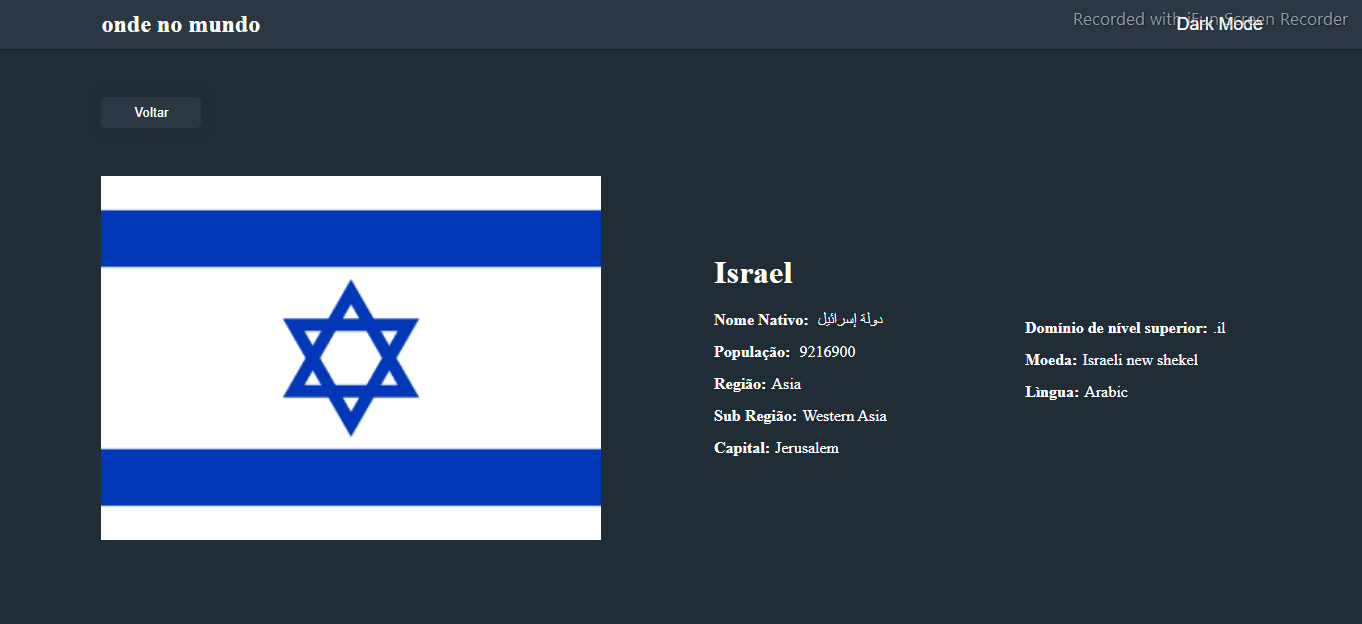 onde no mundo
Recorded with iFun Screen Recorder
Dark Mode
Voltar
Israel
Nome Nativo: دولة إسرائيل
População: 9216900
Região: Asia
Sub Região: Western Asia
Capital: Jerusalem
Domínio de nível superior: .il
Moeda: Israeli new shekel
Lìngua: Arabic